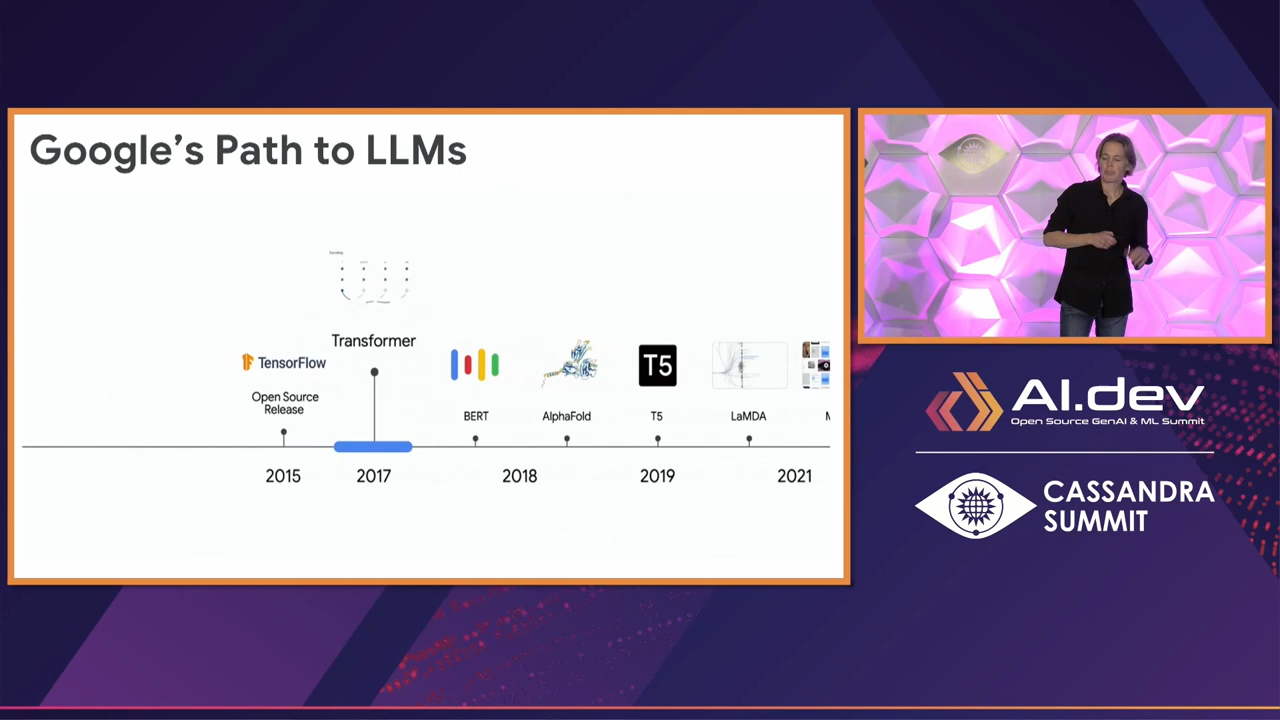 Google's Path to LLMs
Transformer
TensorFlow
T5
Open Source
Release
BERT
AlphaFold
T5
LaMDA
2015
2017
2018
2019
2021
AI.dev
Open Source GenAI & ML Summit
CASSANDRA
SUMMIT